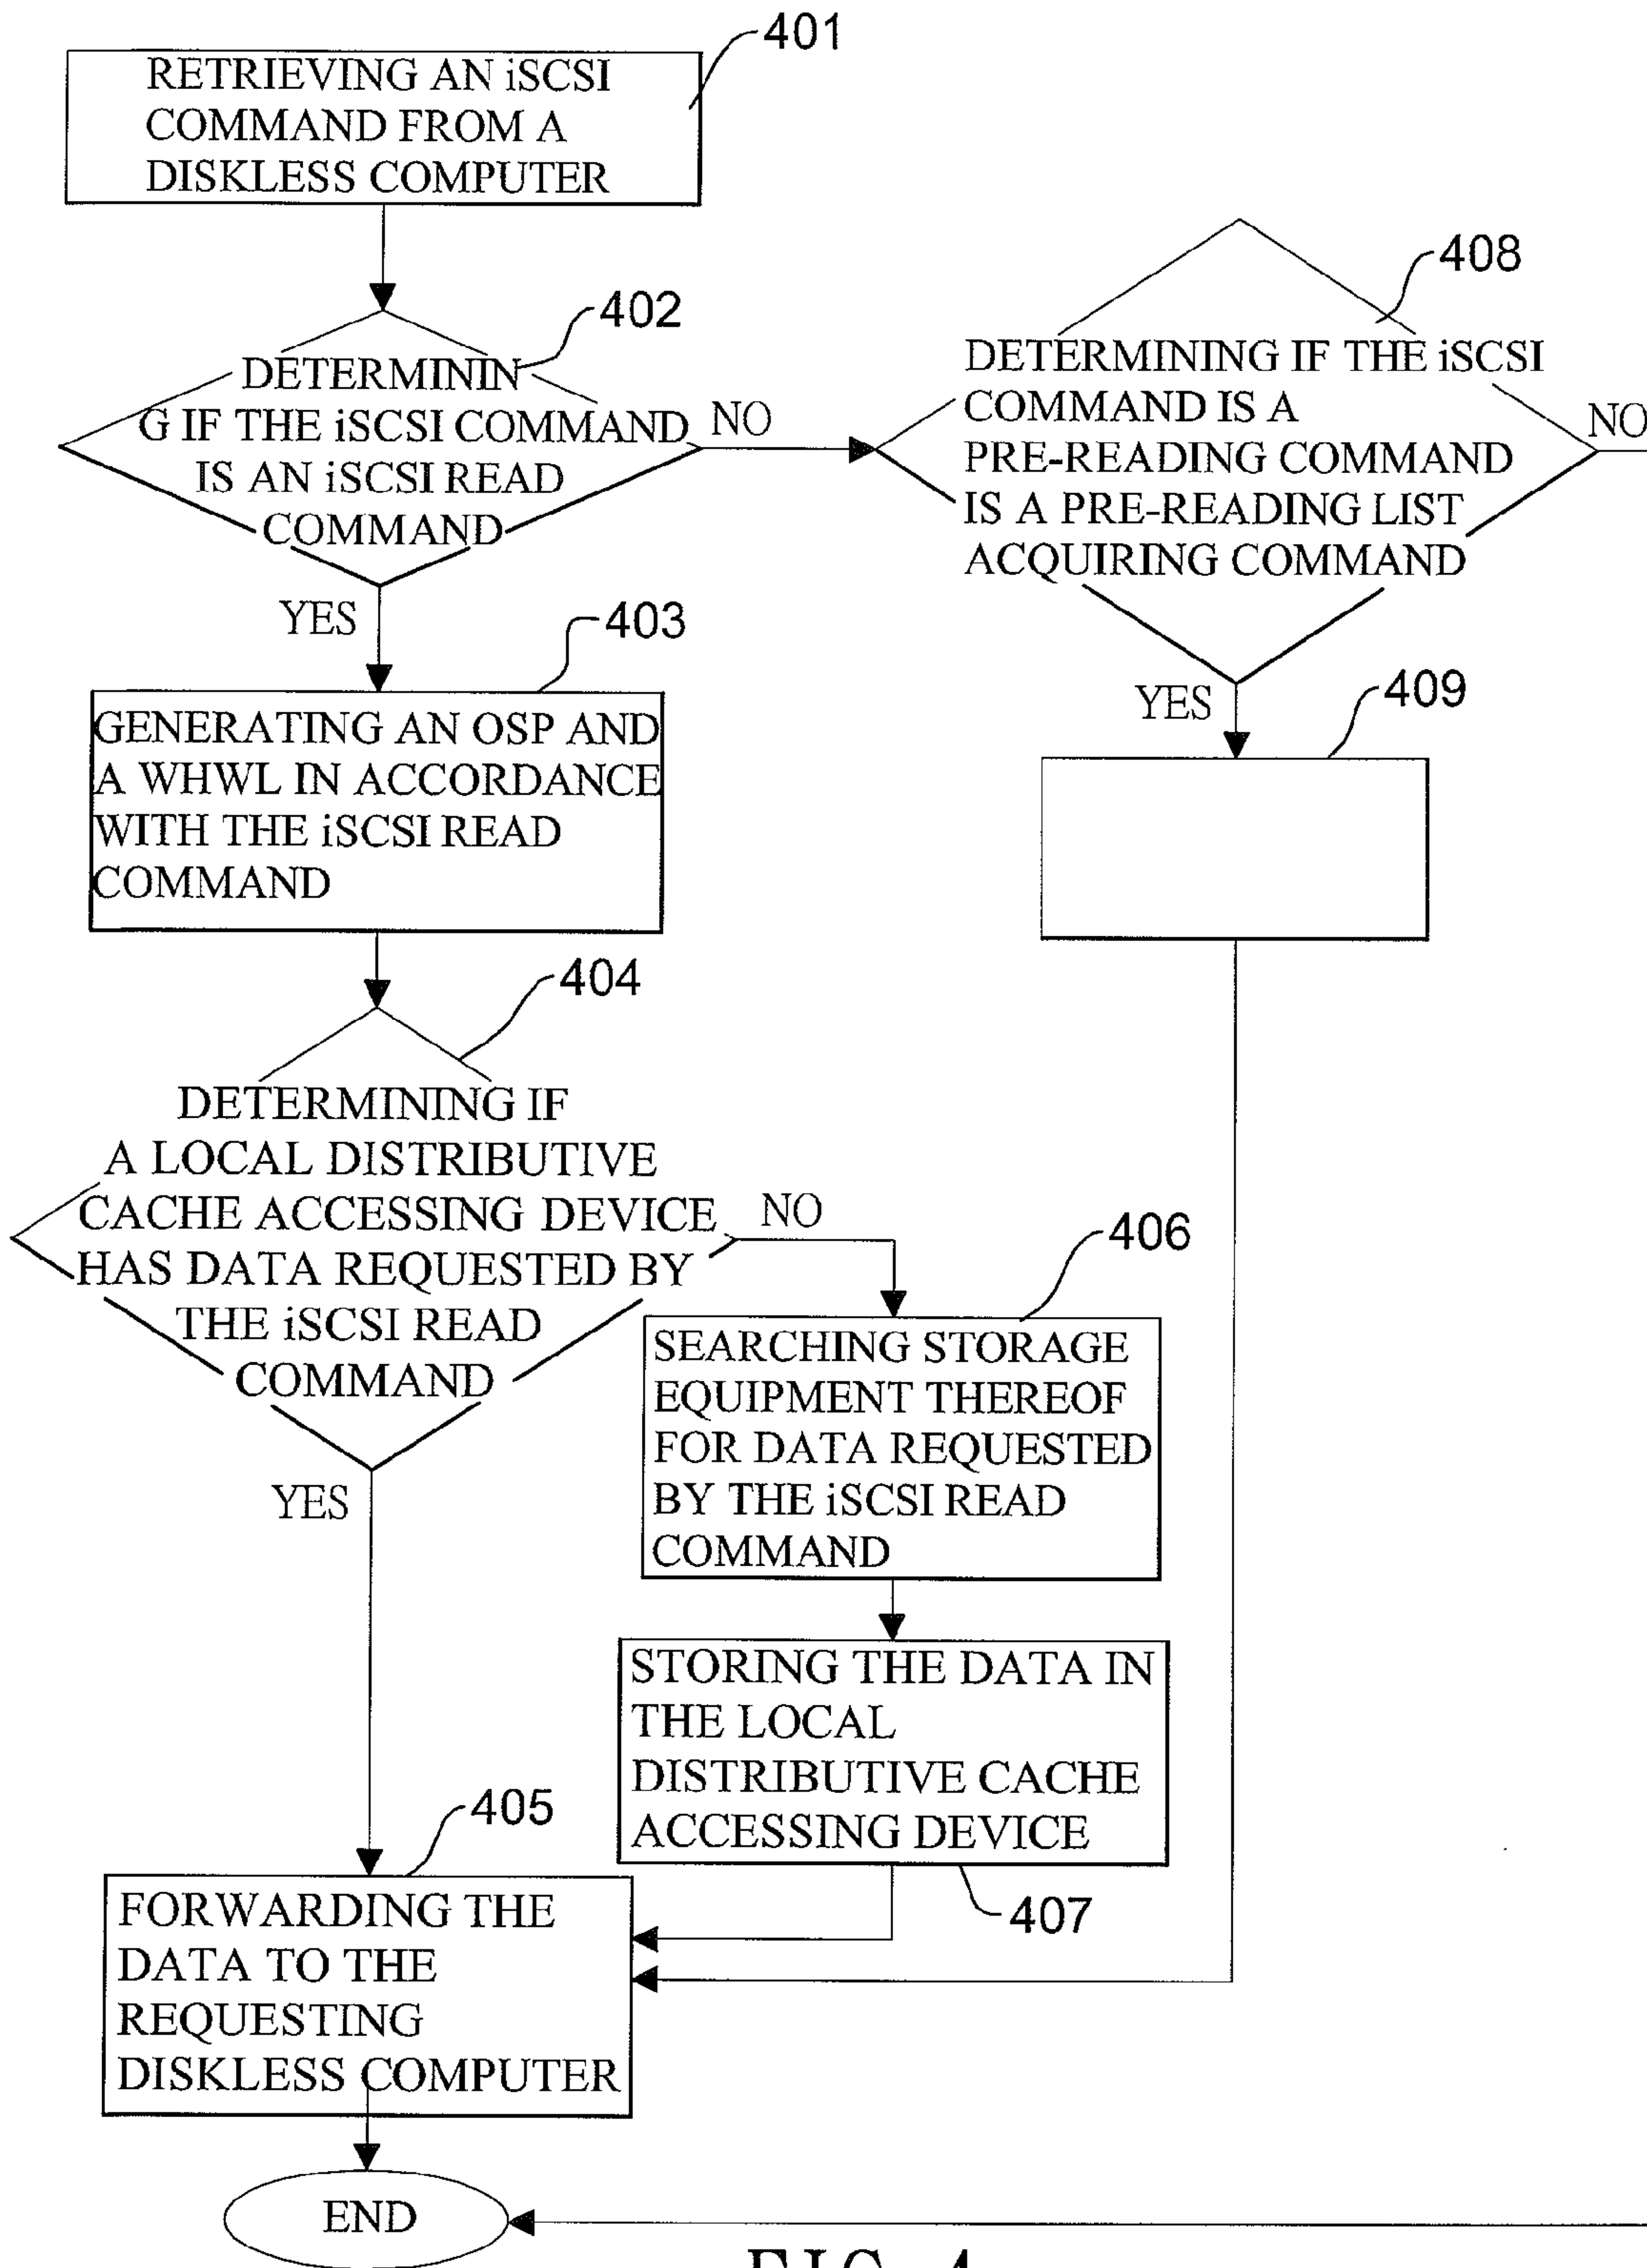 401
RETRIEVING AN iSCSI
COMMAND FROM A
DISKLESS COMPUTER
402
DETERMININ
G IF THE iSCSI COMMAND
IS AN iSCSI READ
COMMAND
NO
YES
408
DETERMINING IF THE iSCSI
COMMAND IS A
PRE-READING COMMAND
IS A PRE-READING LIST
ACQUIRING COMMAND
NO
YES
403
GENERATING AN OSP AND
A WHWL IN ACCORDANCE
WITH THE iSCSI READ
COMMAND
409
404
DETERMINING IF
A LOCAL DISTRIBUTIVE
CACHE ACCESSING DEVICE
HAS DATA REQUESTED BY
THE iSCSI READ
COMMAND
NO
YES
406
SEARCHING STORAGE
EQUIPMENT THEREOF
FOR DATA REQUESTED
BY THE iSCSI READ
COMMAND
STORING THE DATA IN
THE LOCAL
DISTRIBUTIVE CACHE
ACCESSING DEVICE
407
405
FORWARDING THE
DATA TO THE
REQUESTING
DISKLESS COMPUTER
END
FIG. 4